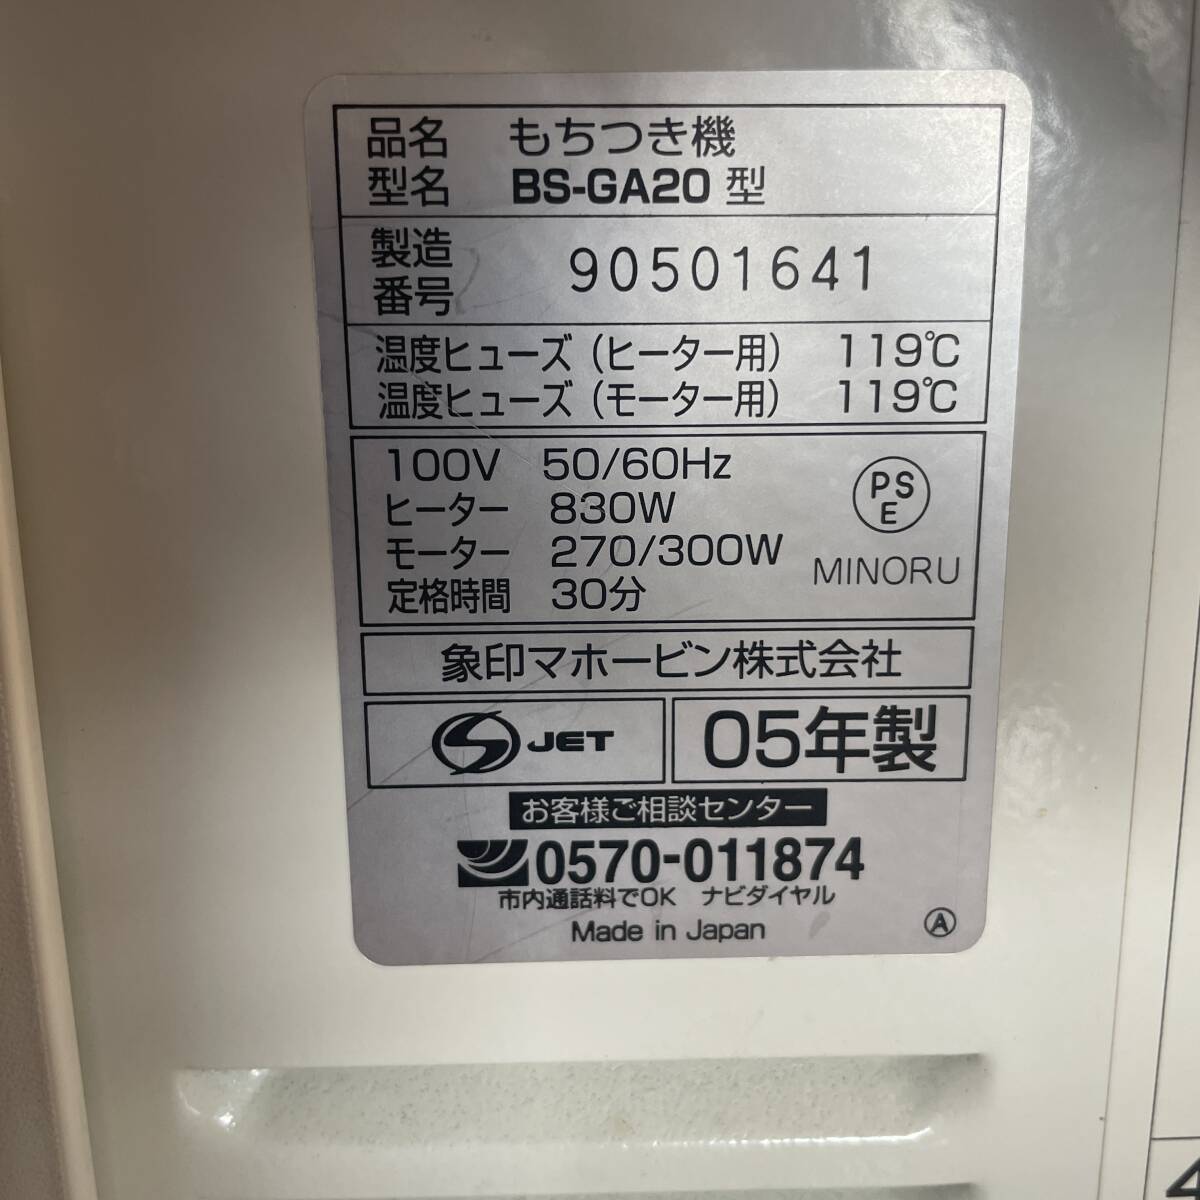 品名 もちつき機
型名 BS-GA20 型
製造番号 90501641
温度ヒューズ (ヒーター用) 119℃
温度ヒューズ (モーター用) 119℃
100V 50/60Hz
ヒーター 830W
モーター 270/300W
定格時間 30分
PS
E
MINORU
象印マホービン株式会社
S JET
05年製
お客様ご相談センター
0570-011874
市内通話料でOK ナビダイヤル
Made in Japan
Ⓐ